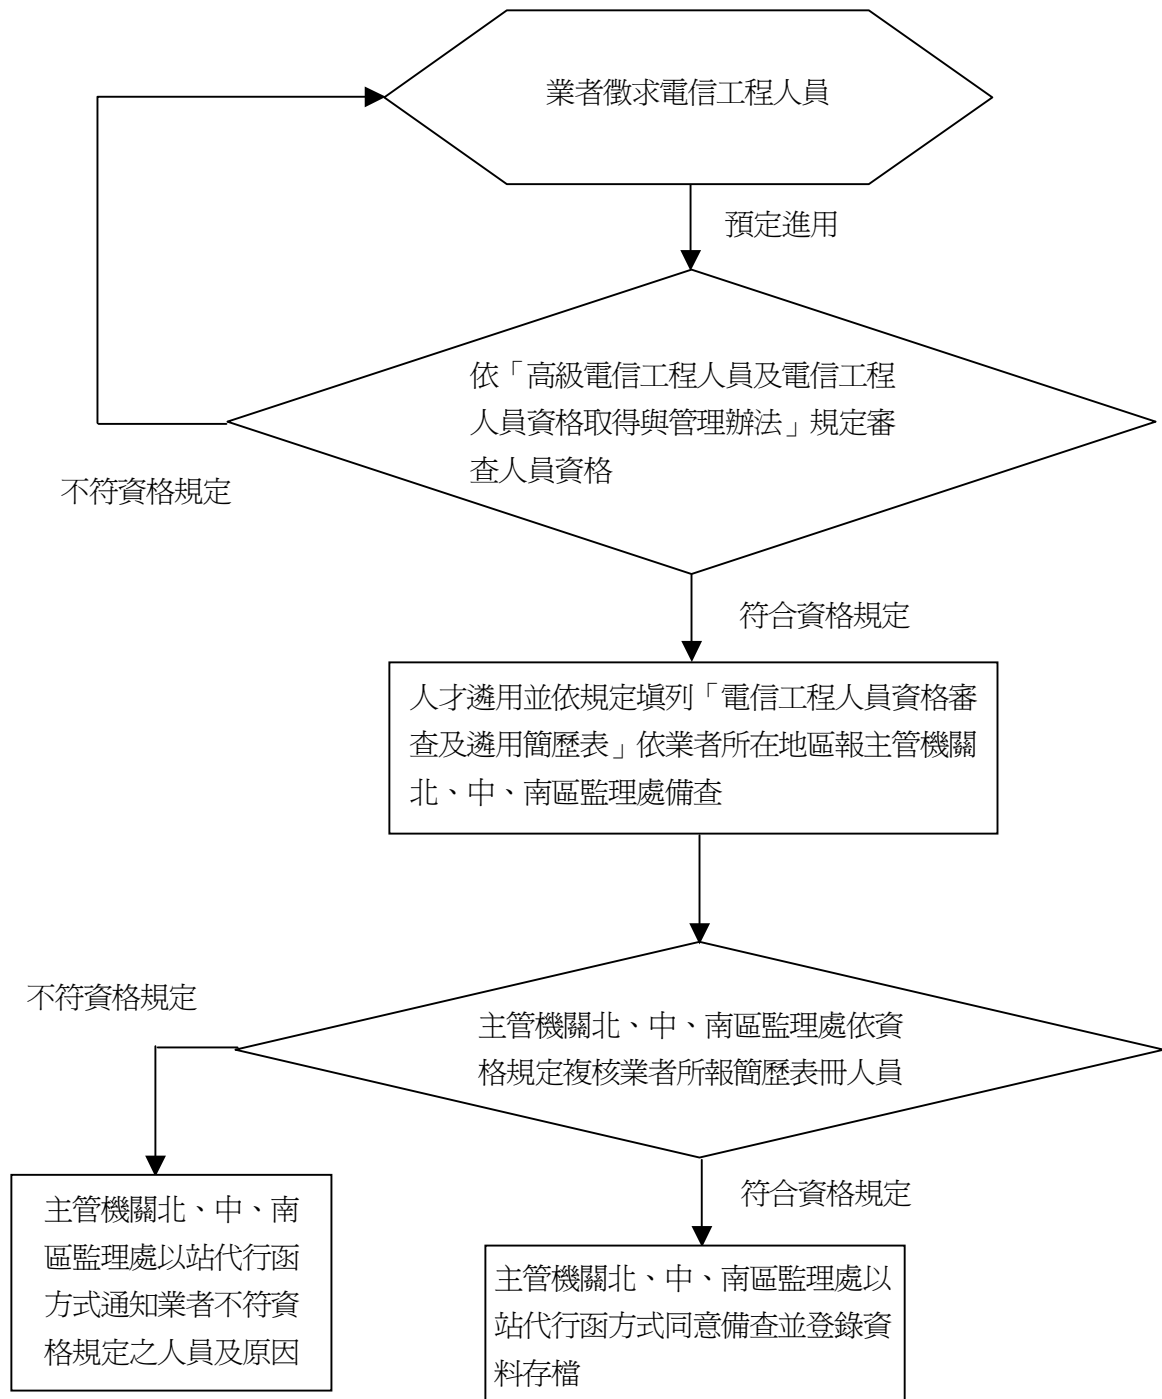 業者徵求電信工程人員
預定進用
依「高級電信工程人員及電信工程
人員資格取得與管理辦法」規定審
查人員資格
不符資格規定
符合資格規定
人才遴用並依規定填列「電信工程人員資格審
查及遴用簡歷表」依業者所在地區報主管機關
北、中、南區監理處備查
不符資格規定
主管機關北、中、南區監理處依資
格規定複核業者所報簡歷表冊人員
符合資格規定
主管機關北、中、南
區監理處以站代行函
方式通知業者不符資
格規定之人員及原因
主管機關北、中、南區監理處以
站代行函方式同意備查並登錄資
料存檔